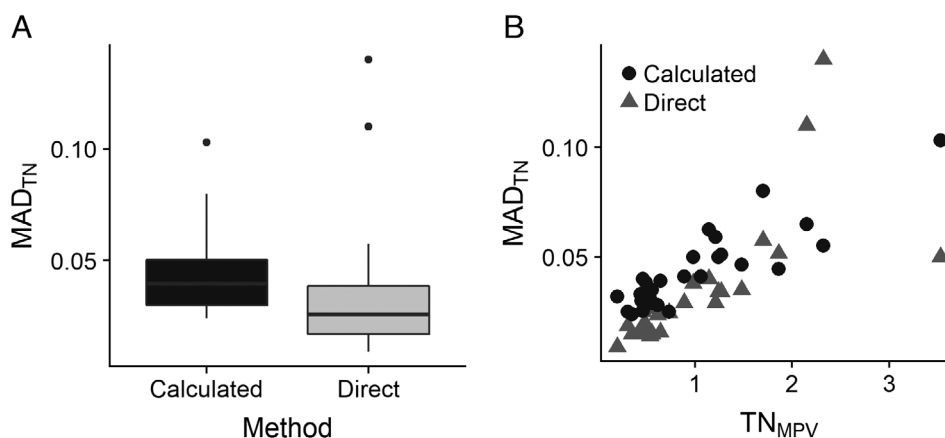 A
MAD_TN
0.10
0.05
Calculated Direct
Method
B
Calculated
Direct
MAD_TN
0.10
0.05
1 2 3
TN_MPV